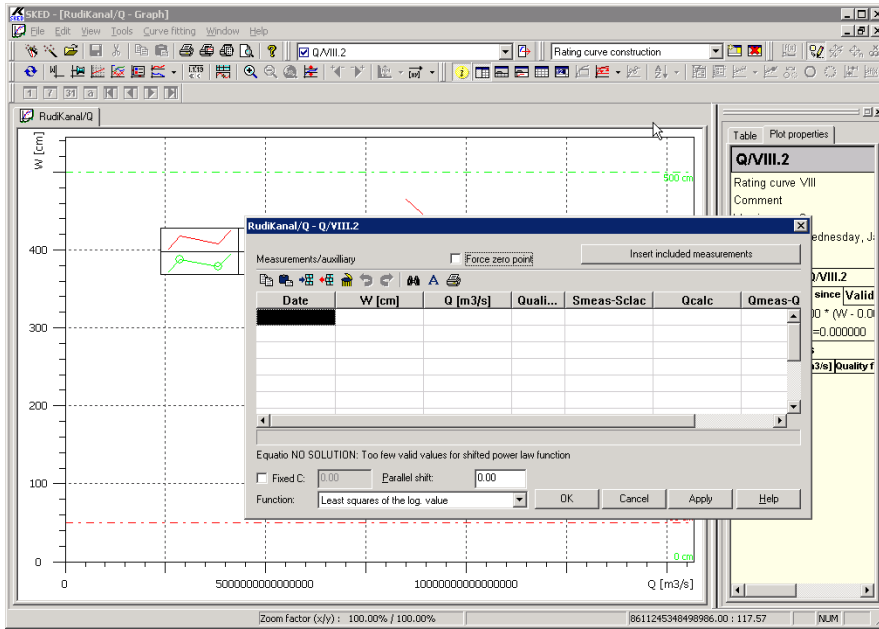 SKED - [RudiKanal/Q - Graph]
File Edit View Tools Curve fitting Window Help
Q/VIII.2
Rating curve construction
1 7 31 a
RudiKanal/Q
W [cm]
500 cm
400
300
200
100
0
0 cm
0 5000000000000000 10000000000000000 Q [m3/s]
RudiKanal/Q - Q/VIII.2
Measurements/auxilliary
Force zero point
Insert included measurements
Date W [cm] Q [m3/s] Quali... Smeas-Sclac Qcalc Qmeas-Q
Equatio NO SOLUTION: Too few valid values for shifted power law function
Fixed C: 0.00 Parallel shift: 0.00
Function: Least squares of the log. value OK Cancel Apply Help
Table Plot properties
Q/VIII.2
Rating curve VIII
Comment
ednesday, J
Q/VIII.2
since Valid
00 * (W - 0.0
=0.000000
m3/s] Quality f
Zoom factor (x/y) : 100.00% / 100.00% 8611245348498986.00 : 117.57 NUM